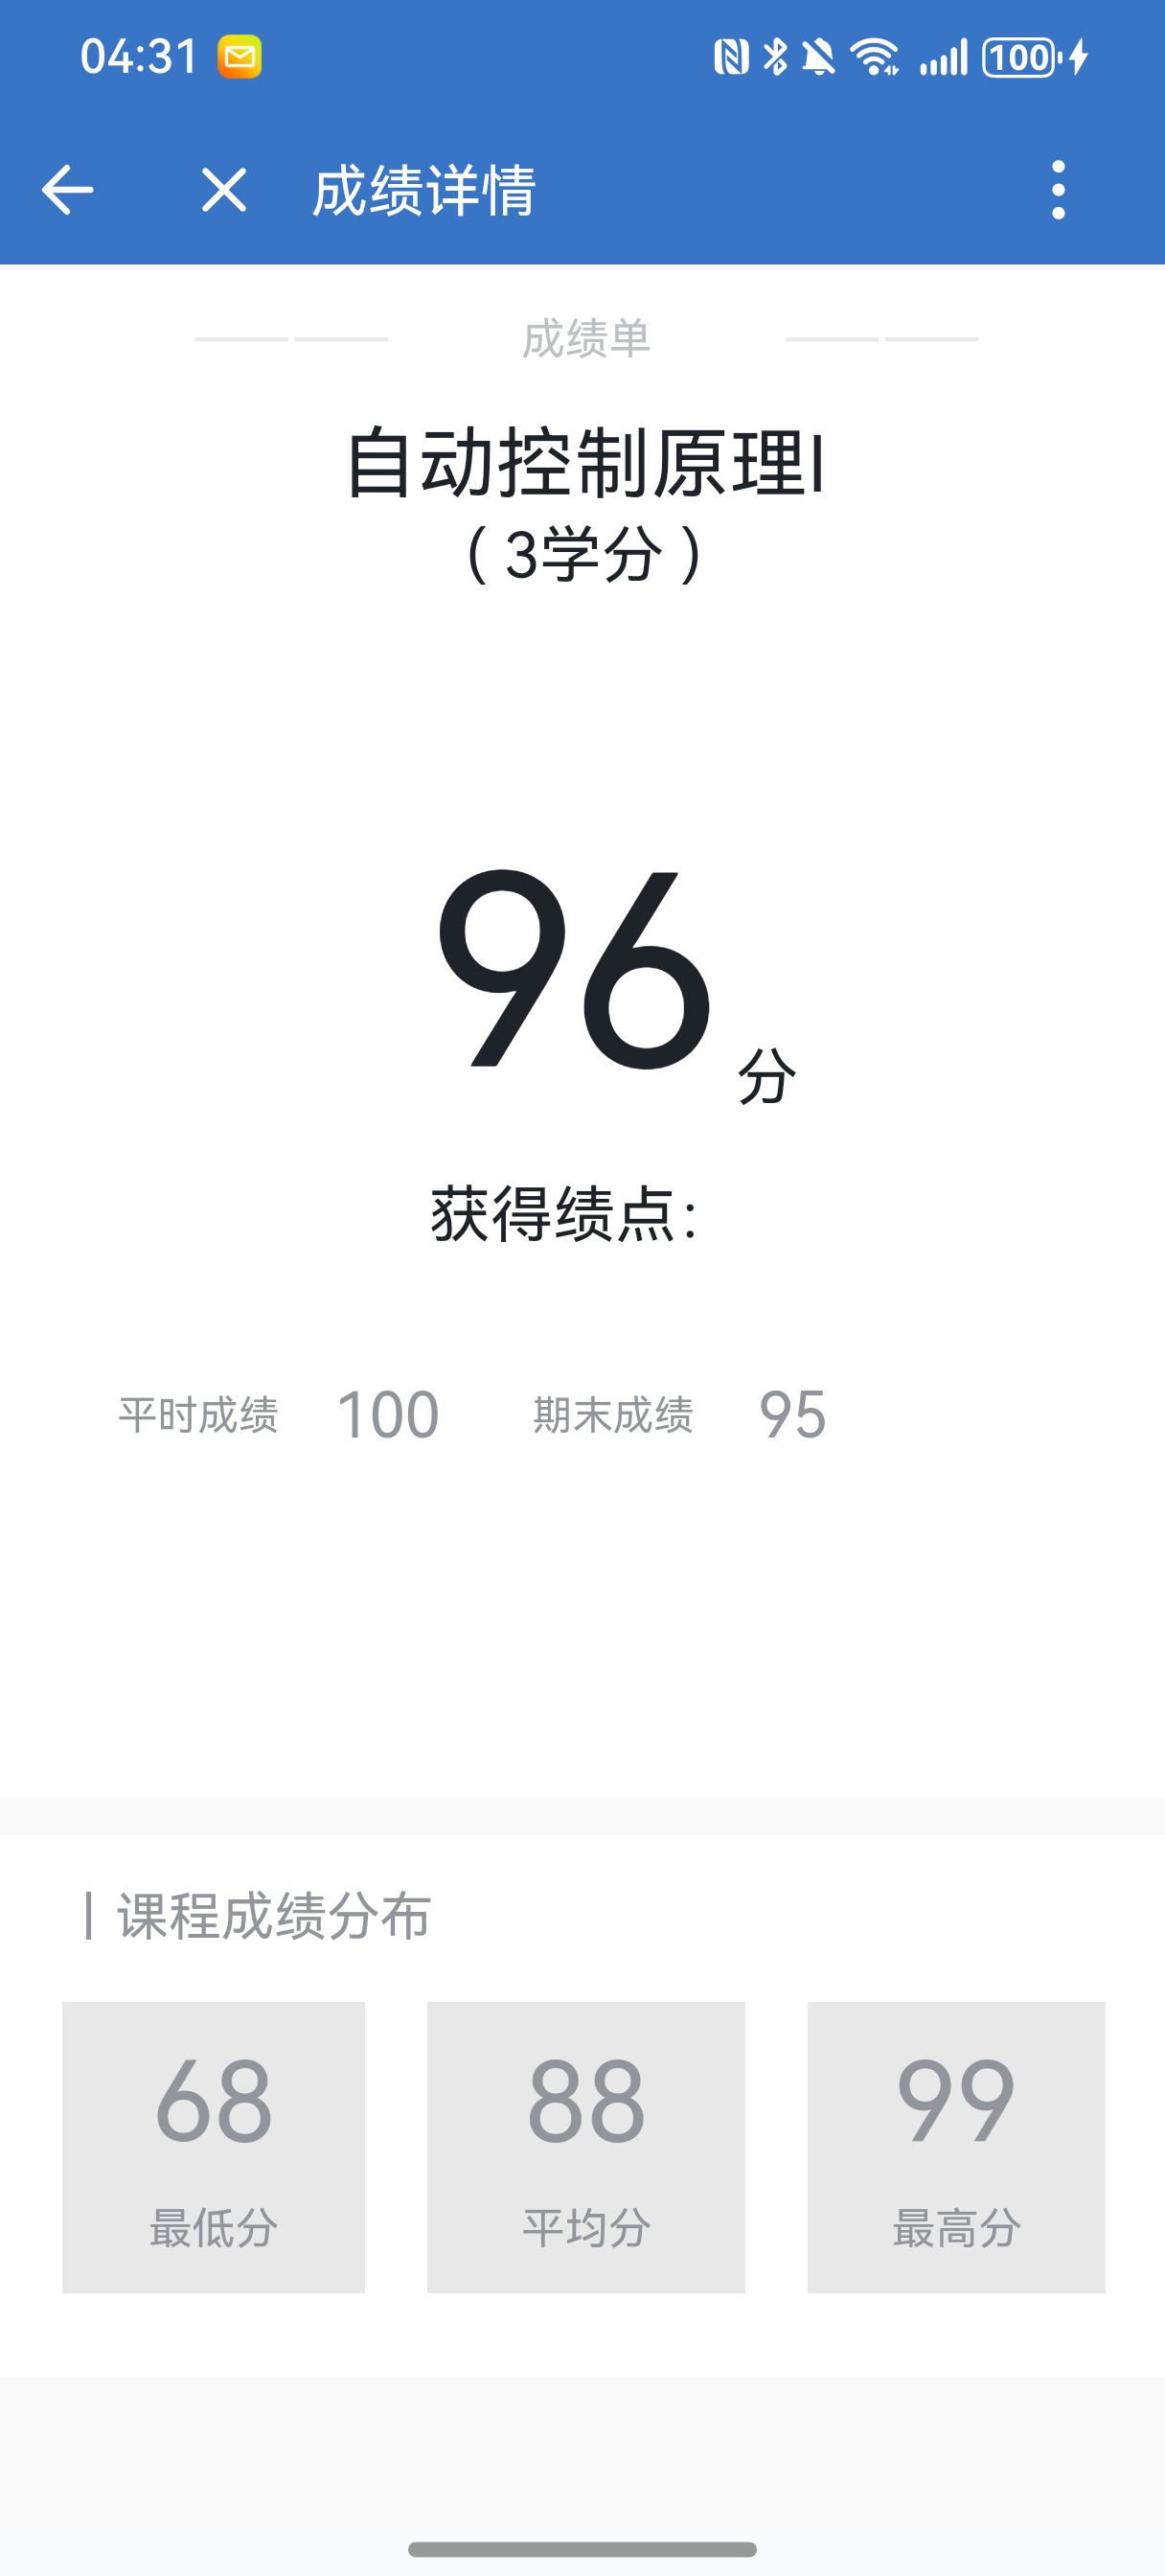 04:31 100
成绩详情
成绩单
自动控制原理I
(3学分)
96 分
获得绩点:
平时成绩 100 期末成绩 95
课程成绩分布
68 88 99
最低分 平均分 最高分